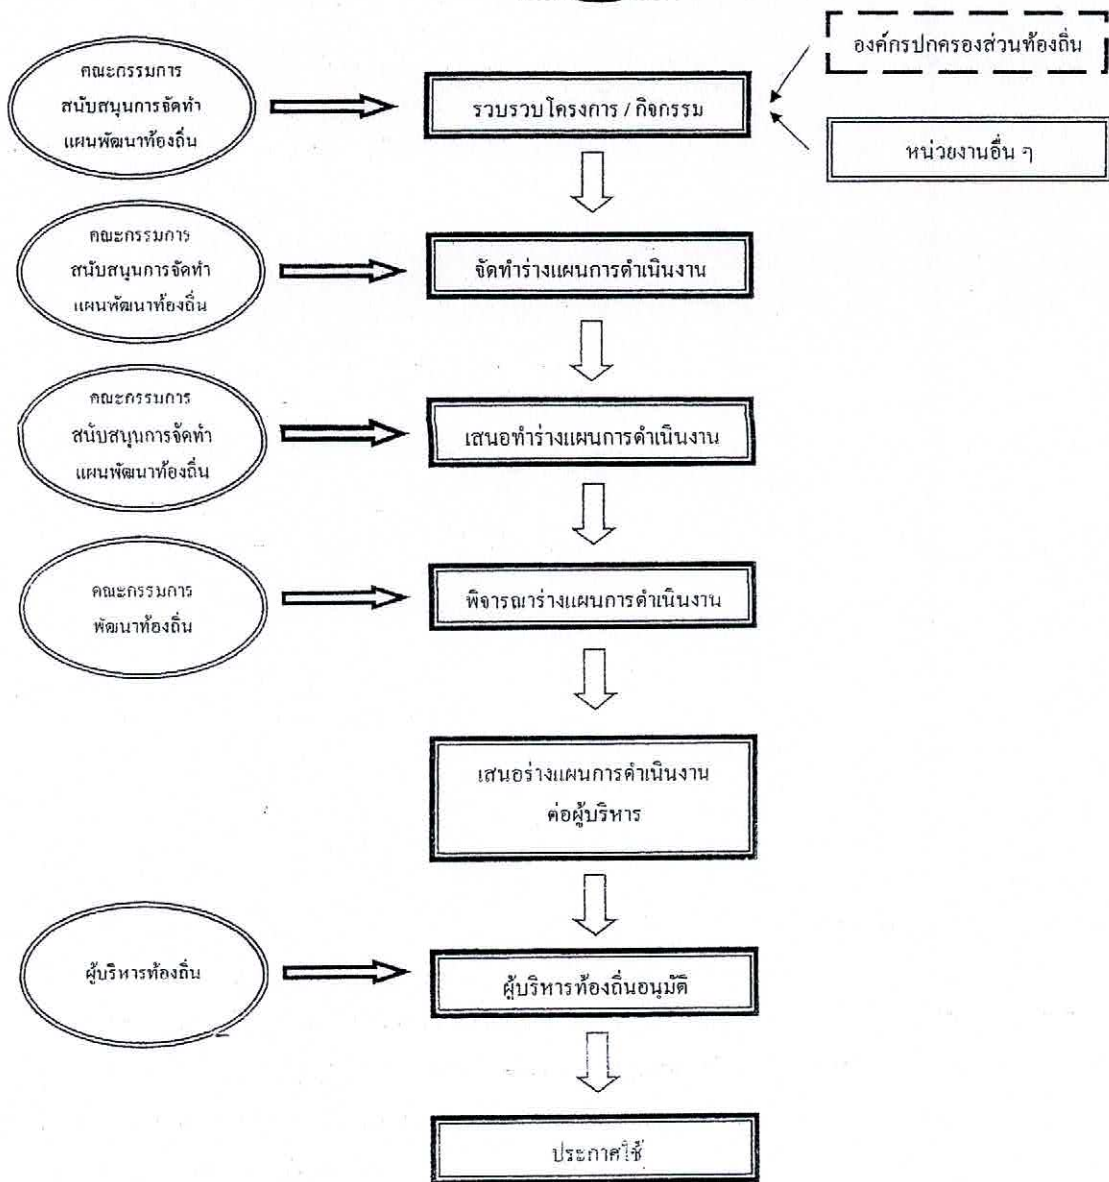 องค์กรปกครองส่วนท้องถิ่น
คณะกรรมการ
สนับสนุนการจัดทำ
แผนพัฒนาท้องถิ่น
รวบรวบโครงการ / กิจกรรม
หน่วยงานอื่น ๆ
คณะกรรมการ
สนับสนุนการจัดทำ
แผนพัฒนาท้องถิ่น
จัดทำร่างแผนการดำเนินงาน
คณะกรรมการ
สนับสนุนการจัดทำ
แผนพัฒนาท้องถิ่น
เสนอทำร่างแผนการดำเนินงาน
คณะกรรมการ
พัฒนาท้องถิ่น
พิจารณาร่างแผนการดำเนินงาน
เสนอร่างแผนการดำเนินงาน
ต่อผู้บริหาร
ผู้บริหารท้องถิ่น
ผู้บริหารท้องถิ่นอนุมัติ
ประกาศใช้